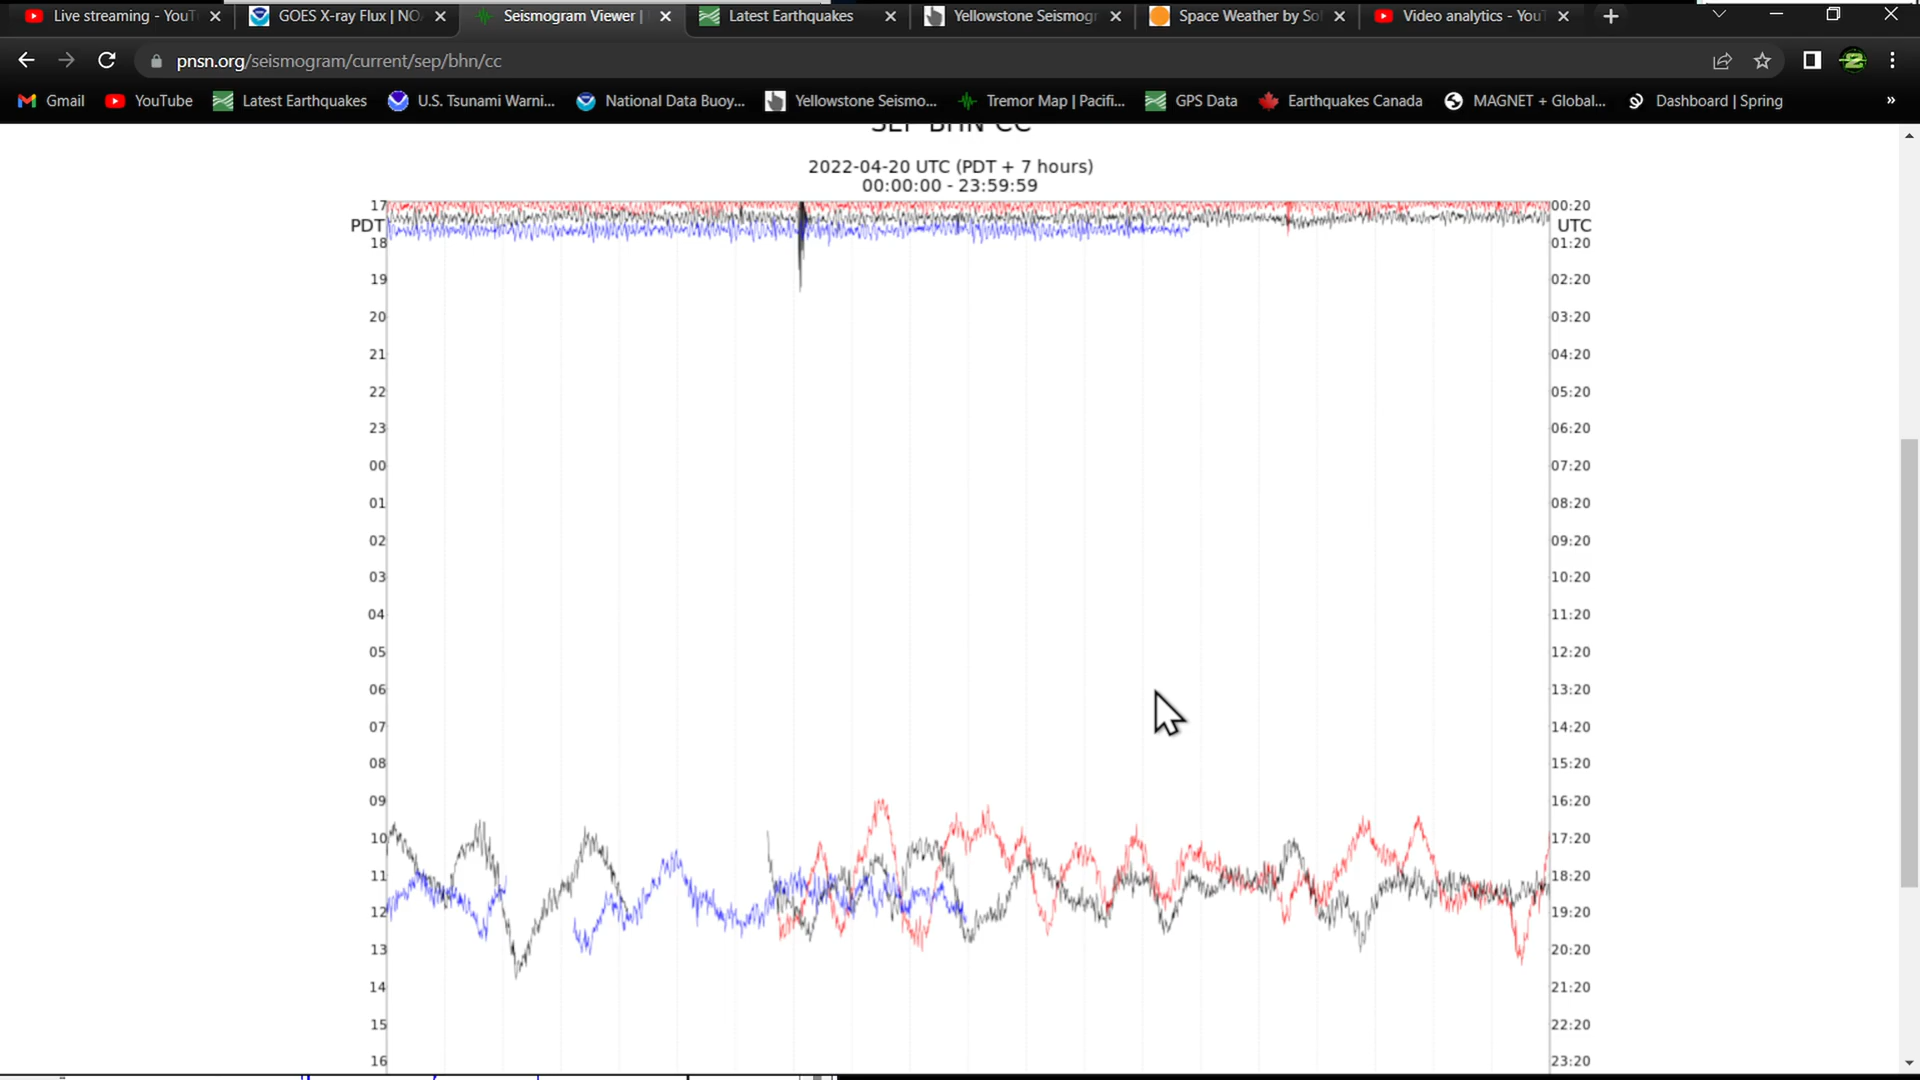 Live streaming - YouT
GOES X-ray Flux | NO
Seismogram Viewer |
Latest Earthquakes
Yellowstone Seismog
Space Weather by Sol
Video analytics - YouT
pnsn.org/seismogram/current/sep/bhn/cc
Gmail
YouTube
Latest Earthquakes
U.S. Tsunami Warni...
National Data Buoy...
Yellowstone Seismo...
Tremor Map | Pacifi...
GPS Data
Earthquakes Canada
MAGNET + Global...
Dashboard | Spring
»
SEP BHN CC
2022-04-20 UTC (PDT + 7 hours)
00:00:00 - 23:59:59
17 00:20
PDT UTC
18 01:20
19 02:20
20 03:20
21 04:20
22 05:20
23 06:20
00 07:20
01 08:20
02 09:20
03 10:20
04 11:20
05 12:20
06 13:20
07 14:20
08 15:20
09 16:20
10 17:20
11 18:20
12 19:20
13 20:20
14 21:20
15 22:20
16 23:20